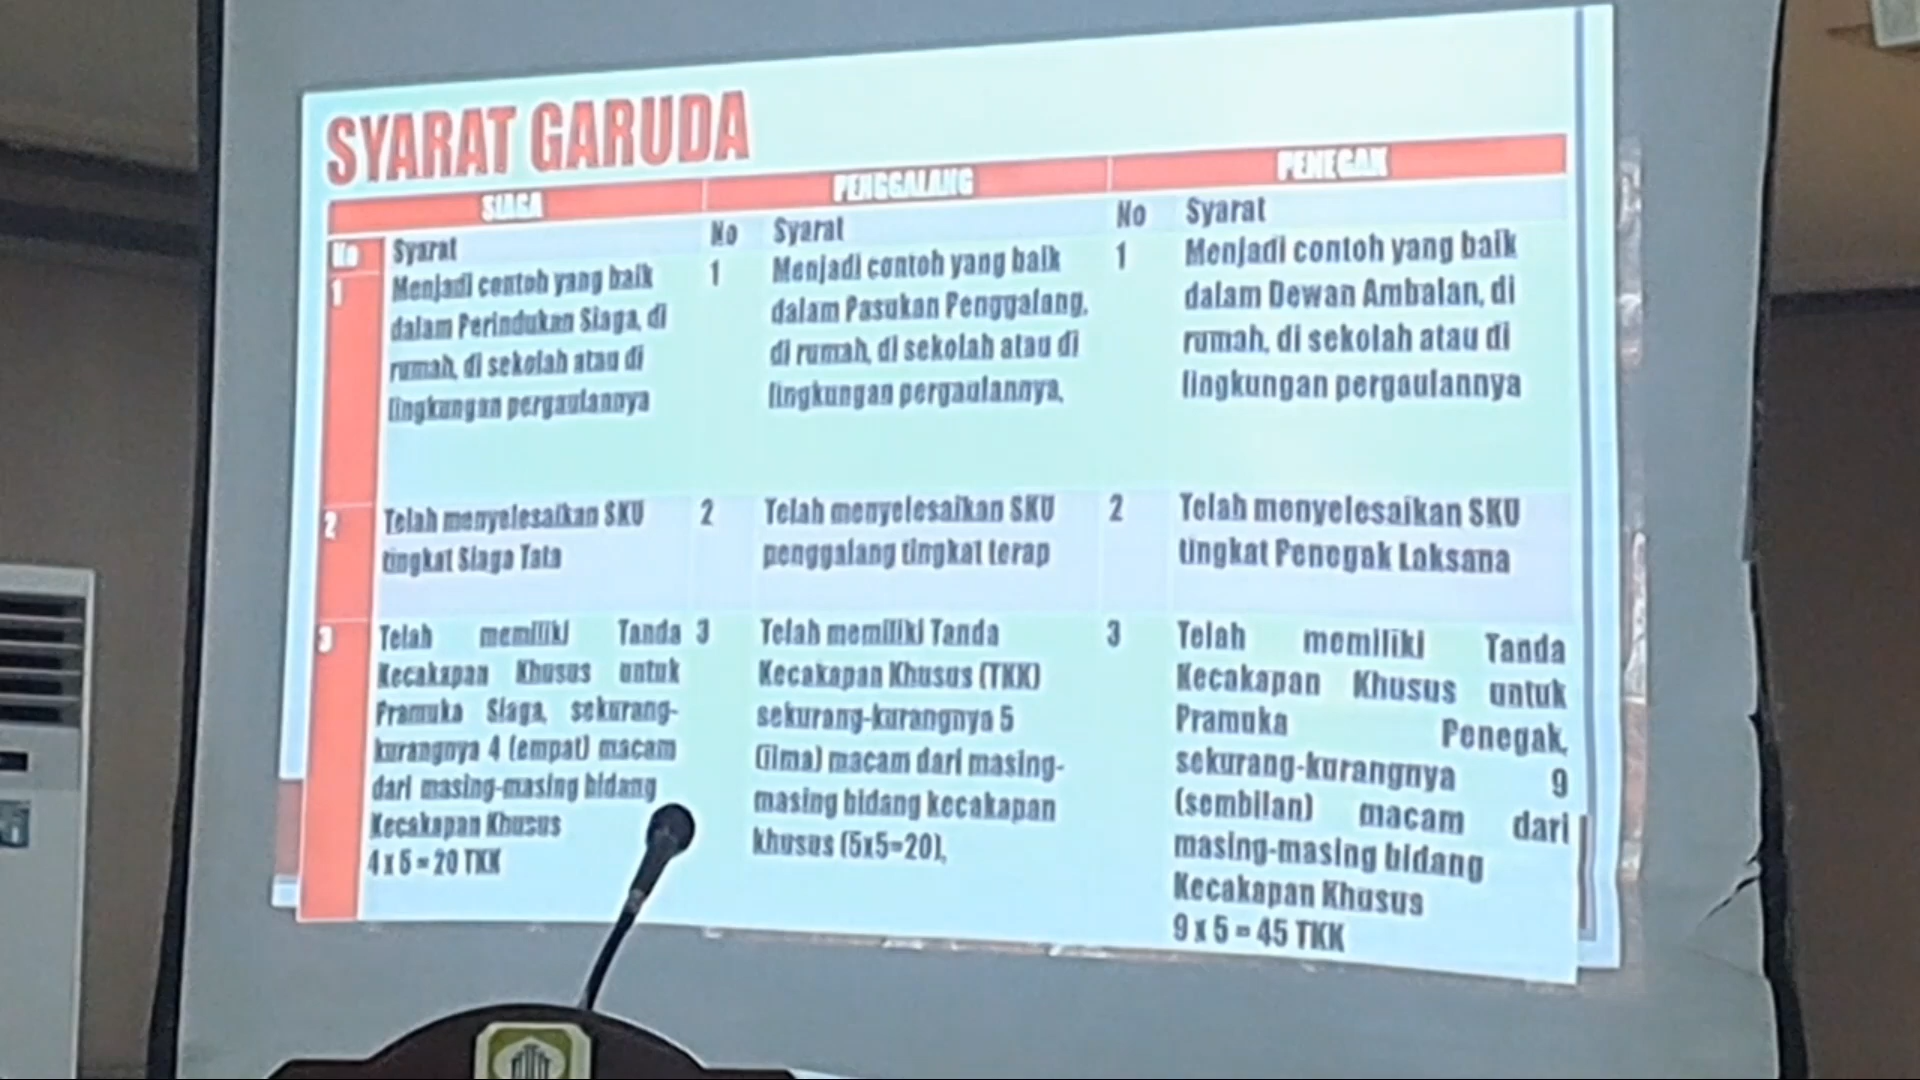 SYARAT GARUDA
SIAGA
PENGGALANG
PENEGAK
No
Syarat
1
Menjadi contoh yang baik
dalam Perindukan Siaga, di
rumah, di sekolah atau di
lingkungan pergaulannya
2
Telah menyelesaikan SKU
tingkat Siaga Tata
3
Telah memiliki Tanda
Kecakapan Khusus untuk
Pramuka Siaga, sekurang-
kurangnya 4 (empat) macam
dari masing-masing bidang
Kecakapan Khusus
4 x 5 = 20 TKK
No
Syarat
1
Menjadi contoh yang baik
dalam Pasukan Penggalang,
di rumah, di sekolah atau di
lingkungan pergaulannya,
2
Telah menyelesaikan SKU
penggalang tingkat terap
3
Telah memiliki Tanda
Kecakapan Khusus (TKK)
sekurang-kurangnya 5
(lima) macam dari masing-
masing bidang kecakapan
khusus (5x5=20),
No
Syarat
1
Menjadi contoh yang baik
dalam Dewan Ambalan, di
rumah, di sekolah atau di
lingkungan pergaulannya
2
Telah menyelesaikan SKU
tingkat Penegak Laksana
3
Telah memiliki Tanda
Kecakapan Khusus untuk
Pramuka Penegak,
sekurang-kurangnya 9
(sembilan) macam dari
masing-masing bidang
Kecakapan Khusus
9 x 5 = 45 TKK